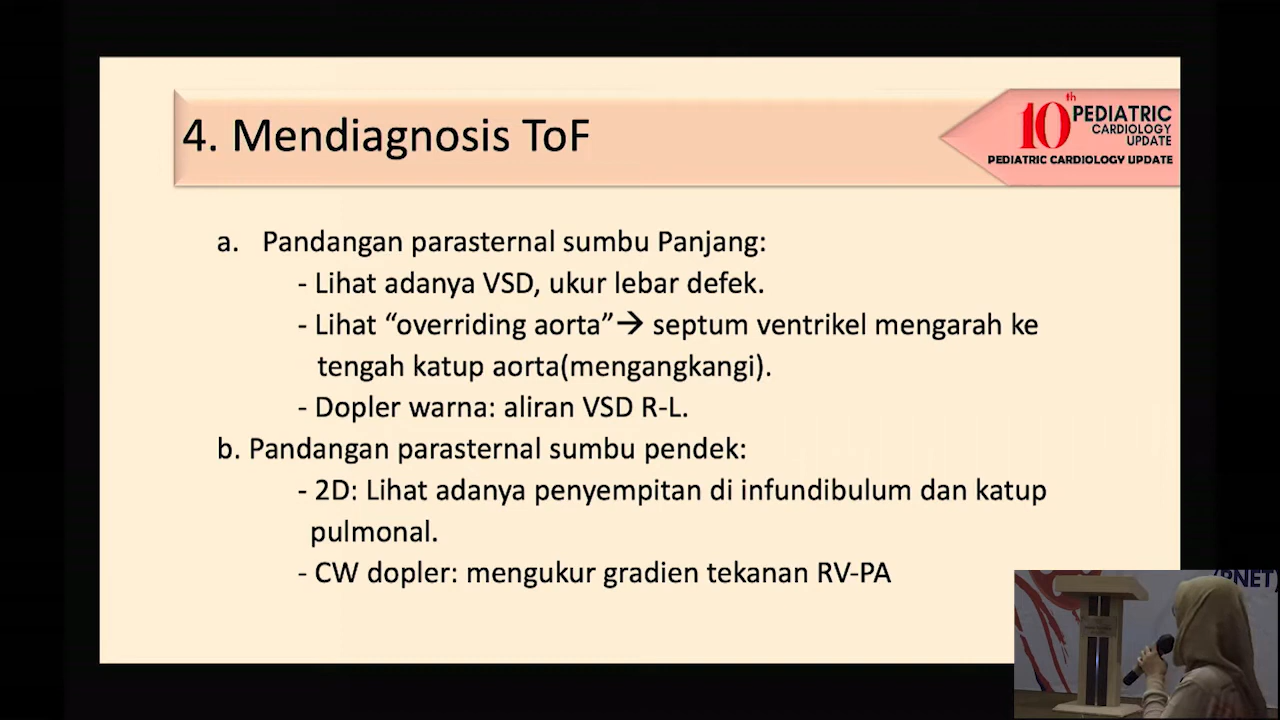 4. Mendiagnosis ToF
10th PEDIATRIC
CARDIOLOGY
UPDATE
PEDIATRIC CARDIOLOGY UPDATE
a. Pandangan parasternal sumbu Panjang:
- Lihat adanya VSD, ukur lebar defek.
- Lihat “overriding aorta”→ septum ventrikel mengarah ke
tengah katup aorta(mengangkangi).
- Dopler warna: aliran VSD R-L.
b. Pandangan parasternal sumbu pendek:
- 2D: Lihat adanya penyempitan di infundibulum dan katup
pulmonal.
- CW dopler: mengukur gradien tekanan RV-PA
(PNET)